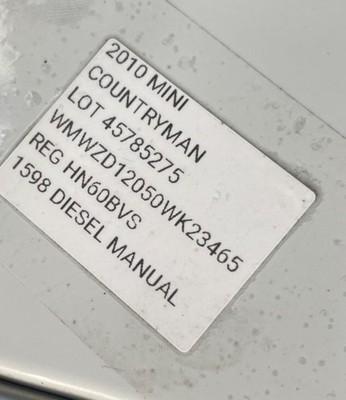 2010 MINI
COUNTRYMAN
LOT 45785275
WMWZD12050WK23465
REG HN60BVS
1598 DIESEL MANUAL